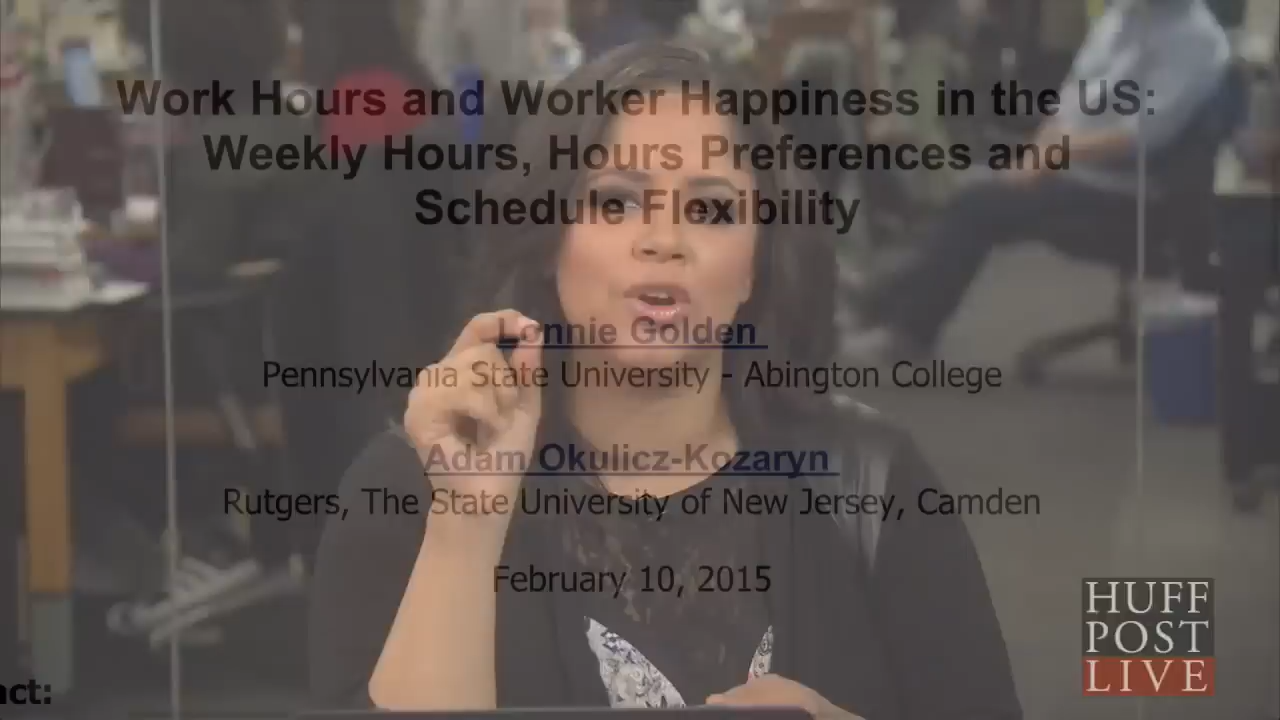 Work Hours and Worker Happiness in the US:
Weekly Hours, Hours Preferences and
Schedule Flexibility
Lonnie Golden
Pennsylvania State University - Abington College
Adam Okulicz-Kozaryn
Rutgers, The State University of New Jersey, Camden
February 10, 2015
HUFF
POST
LIVE
act: